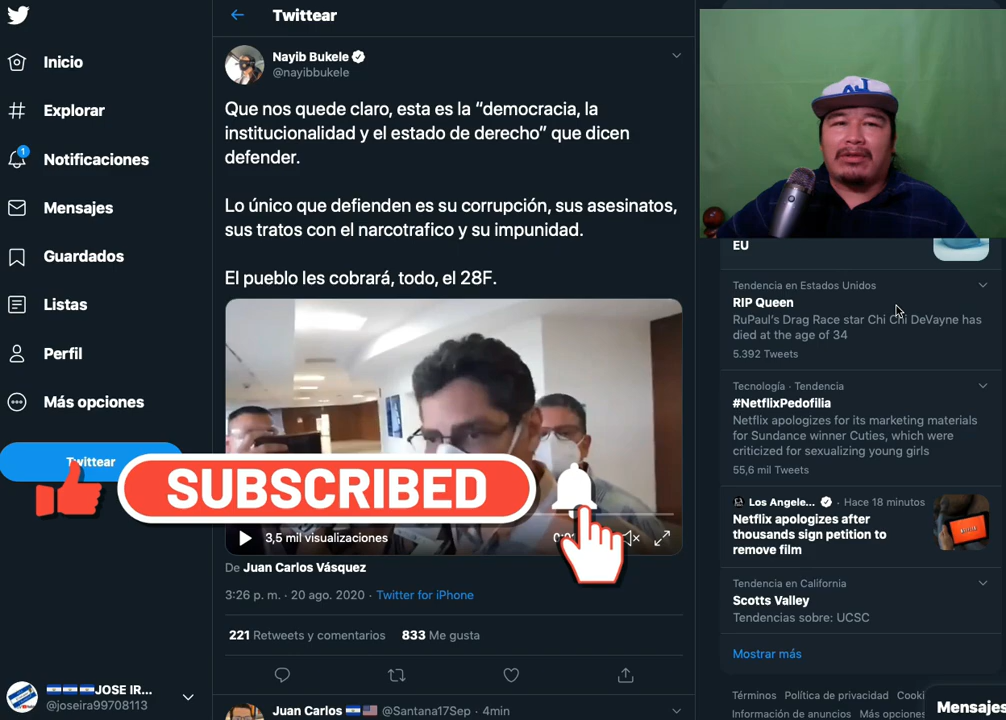 Twittear
Inicio
Explorar
1
Notificaciones
Mensajes
Guardados
Listas
Perfil
Más opciones
Twittear
JOSE IR...
@joseira99708113
Nayib Bukele
@nayibbukele
Que nos quede claro, esta es la “democracia, la
institucionalidad y el estado de derecho” que dicen
defender.
Lo único que defienden es su corrupción, sus asesinatos,
sus tratos con el narcotrafico y su impunidad.
El pueblo les cobrará, todo, el 28F.
SUBSCRIBED
3,5 mil visualizaciones
De Juan Carlos Vásquez
3:26 p. m. · 20 ago. 2020 · Twitter for iPhone
221 Retweets y comentarios 833 Me gusta
Juan Carlos @Santana17Sep · 4min
AJ
EU
Tendencia en Estados Unidos
RIP Queen
RuPaul's Drag Race star Chi Chi DeVayne has
died at the age of 34
5.392 Tweets
Tecnología · Tendencia
#NetflixPedofilia
Netflix apologizes for its marketing materials
for Sundance winner Cuties, which were
criticized for sexualizing young girls
55,6 mil Tweets
Los Angele... · Hace 18 minutos
Netflix apologizes after
thousands sign petition to
remove film
NETFLIX
Tendencia en California
Scotts Valley
Tendencias sobre: UCSC
Mostrar más
Términos Política de privacidad Cooki
Información de anuncios Más opciones
Mensajes